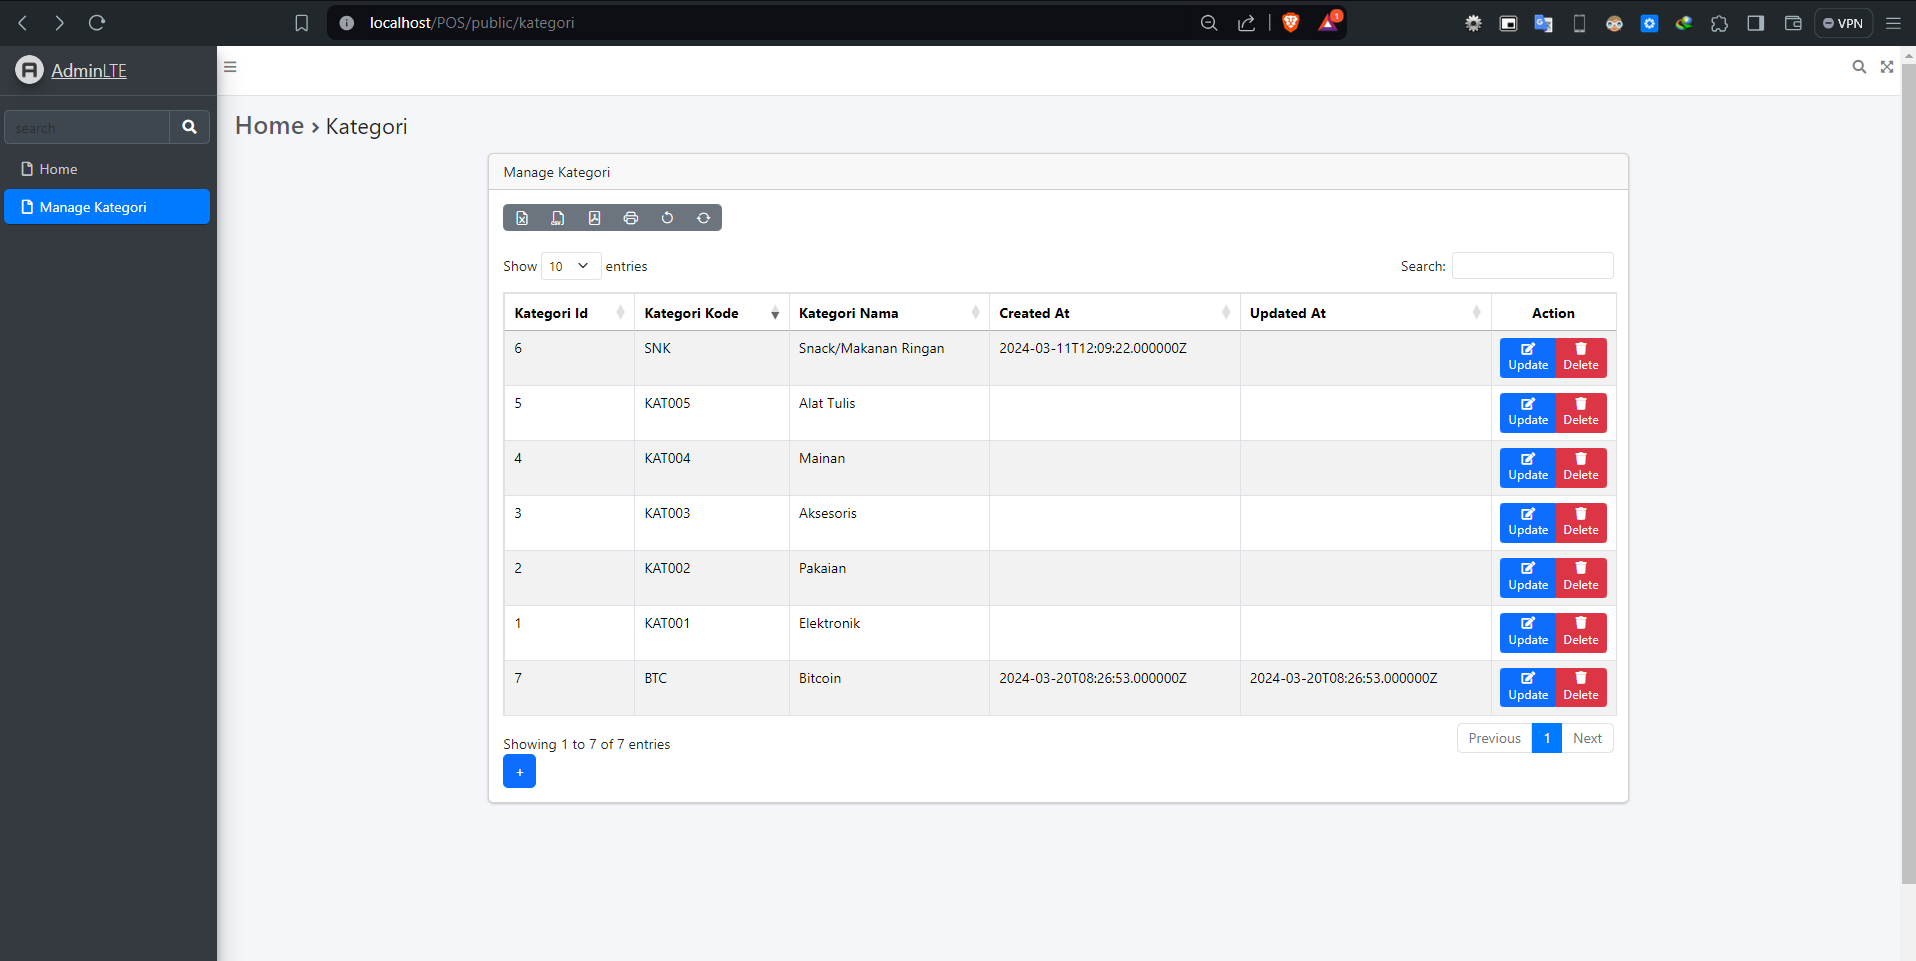 localhost/POS/public/kategori
1
VPN
AdminLTE
search
Home
Manage Kategori
Home › Kategori
Manage Kategori
CSV
Show 10 entries
Search:
Kategori Id Kategori Kode Kategori Nama Created At Updated At Action
6 SNK Snack/Makanan Ringan 2024-03-11T12:09:22.000000Z Update Delete
5 KAT005 Alat Tulis Update Delete
4 KAT004 Mainan Update Delete
3 KAT003 Aksesoris Update Delete
2 KAT002 Pakaian Update Delete
1 KAT001 Elektronik Update Delete
7 BTC Bitcoin 2024-03-20T08:26:53.000000Z 2024-03-20T08:26:53.000000Z Update Delete
Showing 1 to 7 of 7 entries
Previous 1 Next
+